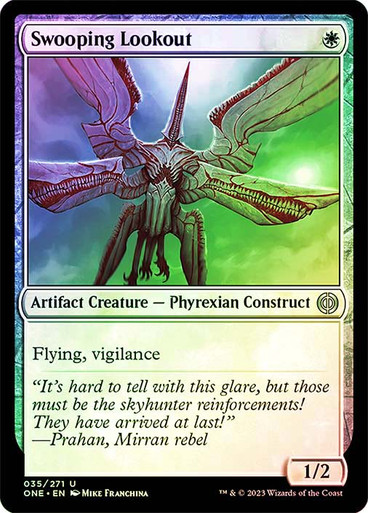 Swooping Lookout
Artifact Creature — Phyrexian Construct
Flying, vigilance
“It’s hard to tell with this glare, but those
must be the skyhunter reinforcements!
They have arrived at last!”
—Prahan, Mirran rebel
1/2
035/271 U
ONE • EN Mike Franchina
™ & © 2023 Wizards of the Coast